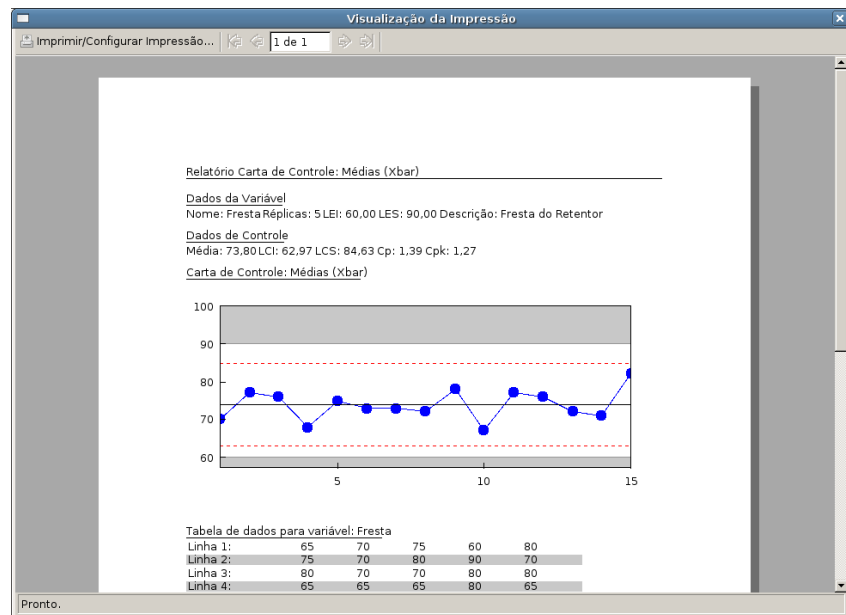 Visualização da Impressão
Imprimir/Configurar Impressão... 1 de 1
Relatório Carta de Controle: Médias (Xbar)
Dados da Variável
Nome: Fresta Réplicas: 5 LEI: 60,00 LES: 90,00 Descrição: Fresta do Retentor
Dados de Controle
Média: 73,80 LCI: 62,97 LCS: 84,63 Cp: 1,39 Cpk: 1,27
Carta de Controle: Médias (Xbar)
100
90
80
70
60
5 10 15
Tabela de dados para variável: Fresta
Linha 1: 65 70 75 60 80
Linha 2: 75 70 80 90 70
Linha 3: 80 70 70 80 80
Linha 4: 65 65 65 80 65
Pronto.